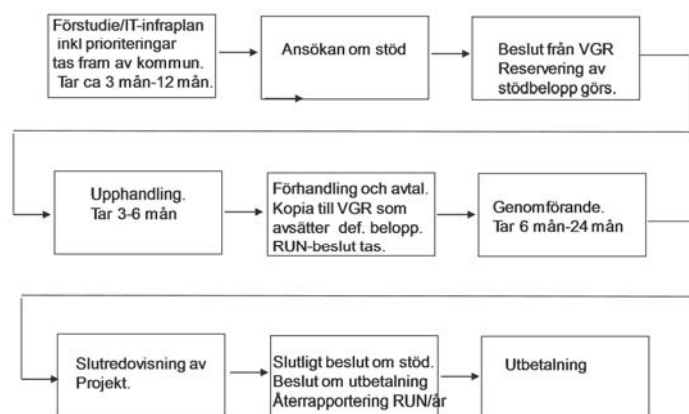 Förstudie/IT-infraplan
inkl prioriteringar
tas fram av kommun.
Tar ca 3 mån-12 mån.
Ansökan om stöd
Beslut från VGR
Reservering av
stödbelopp görs.
Upphandling.
Tar 3-6 mån
Förhandling och avtal.
Kopia till VGR som
avsätter def. belopp.
RUN-beslut tas.
Genomförande.
Tar 6 mån-24 mån
Slutredovisning av
Projekt.
Slutligt beslut om stöd.
Beslut om utbetalning
Återrapportering RUN/år
Utbetalning